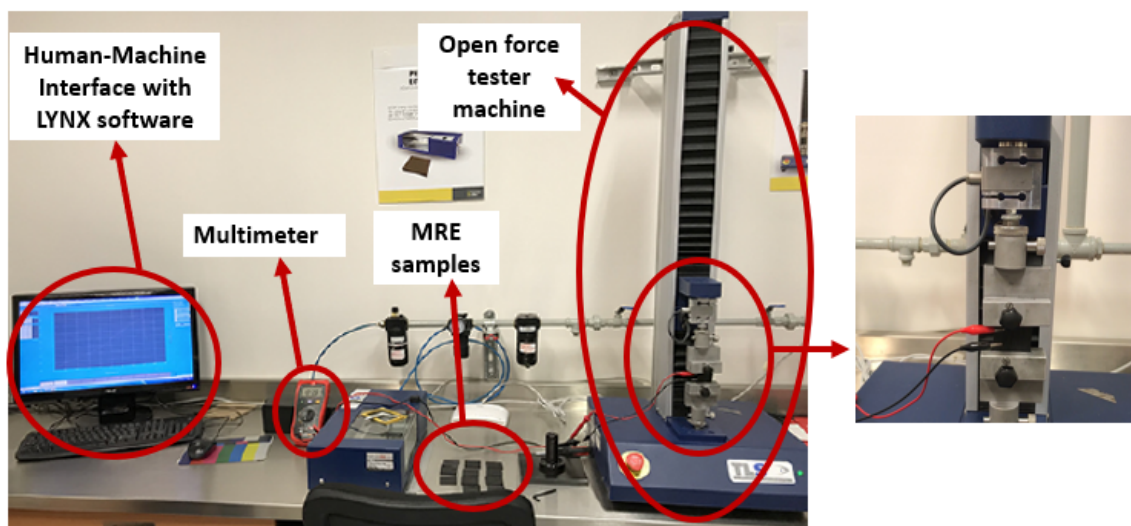 Human-Machine
Interface with
LYNX software
Open force
tester
machine
Multimeter
MRE
samples